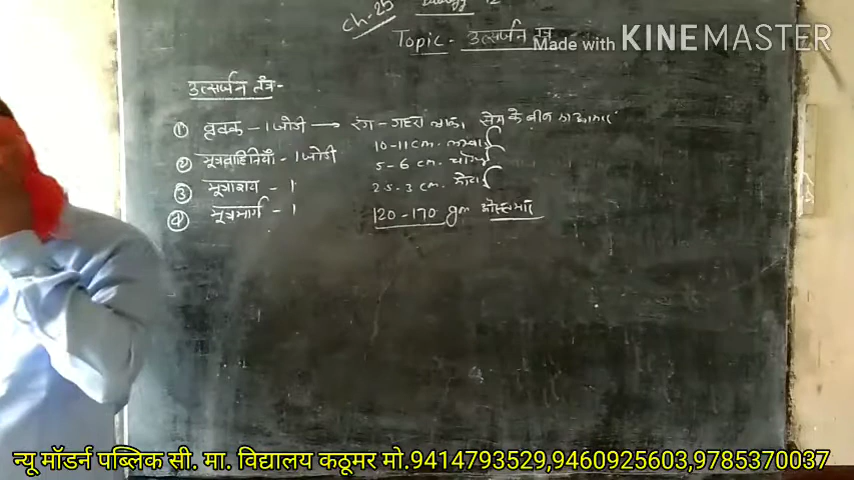 Ch-25 Biology 12
Topic - उत्सर्जन तंत्र
Made with KINEMASTER
उत्सर्जन तंत्र -
① वृक्क - 1 जोडी → रंग - गहरा लाल। सेम के बीज का आकार
10-11 cm. लम्बा
② मूत्रवाहिनियाँ - 1 जोडी
5-6 cm. चौडा
③ मूत्राशय - 1
2.5-3 cm. मोटा
④ मूत्रमार्ग - 1
120-170 gm औसतभार
न्यू मॉडर्न पब्लिक सी. मा. विद्यालय कठूमर मो.9414793529,9460925603,9785370037